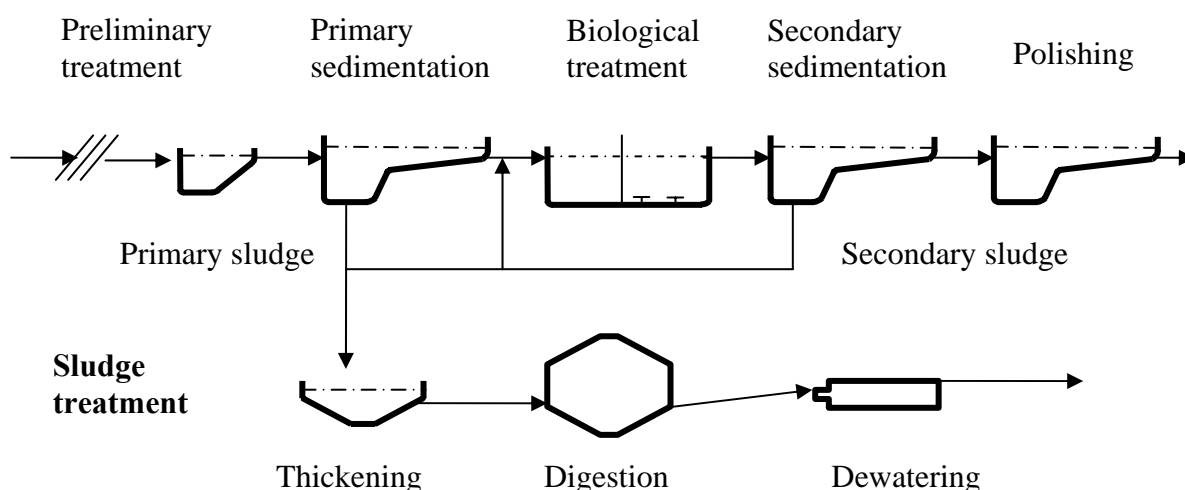 Preliminary
treatment
Primary
sedimentation
Biological
treatment
Secondary
sedimentation
Polishing
Primary sludge
Secondary sludge
Sludge
treatment
Thickening
Digestion
Dewatering